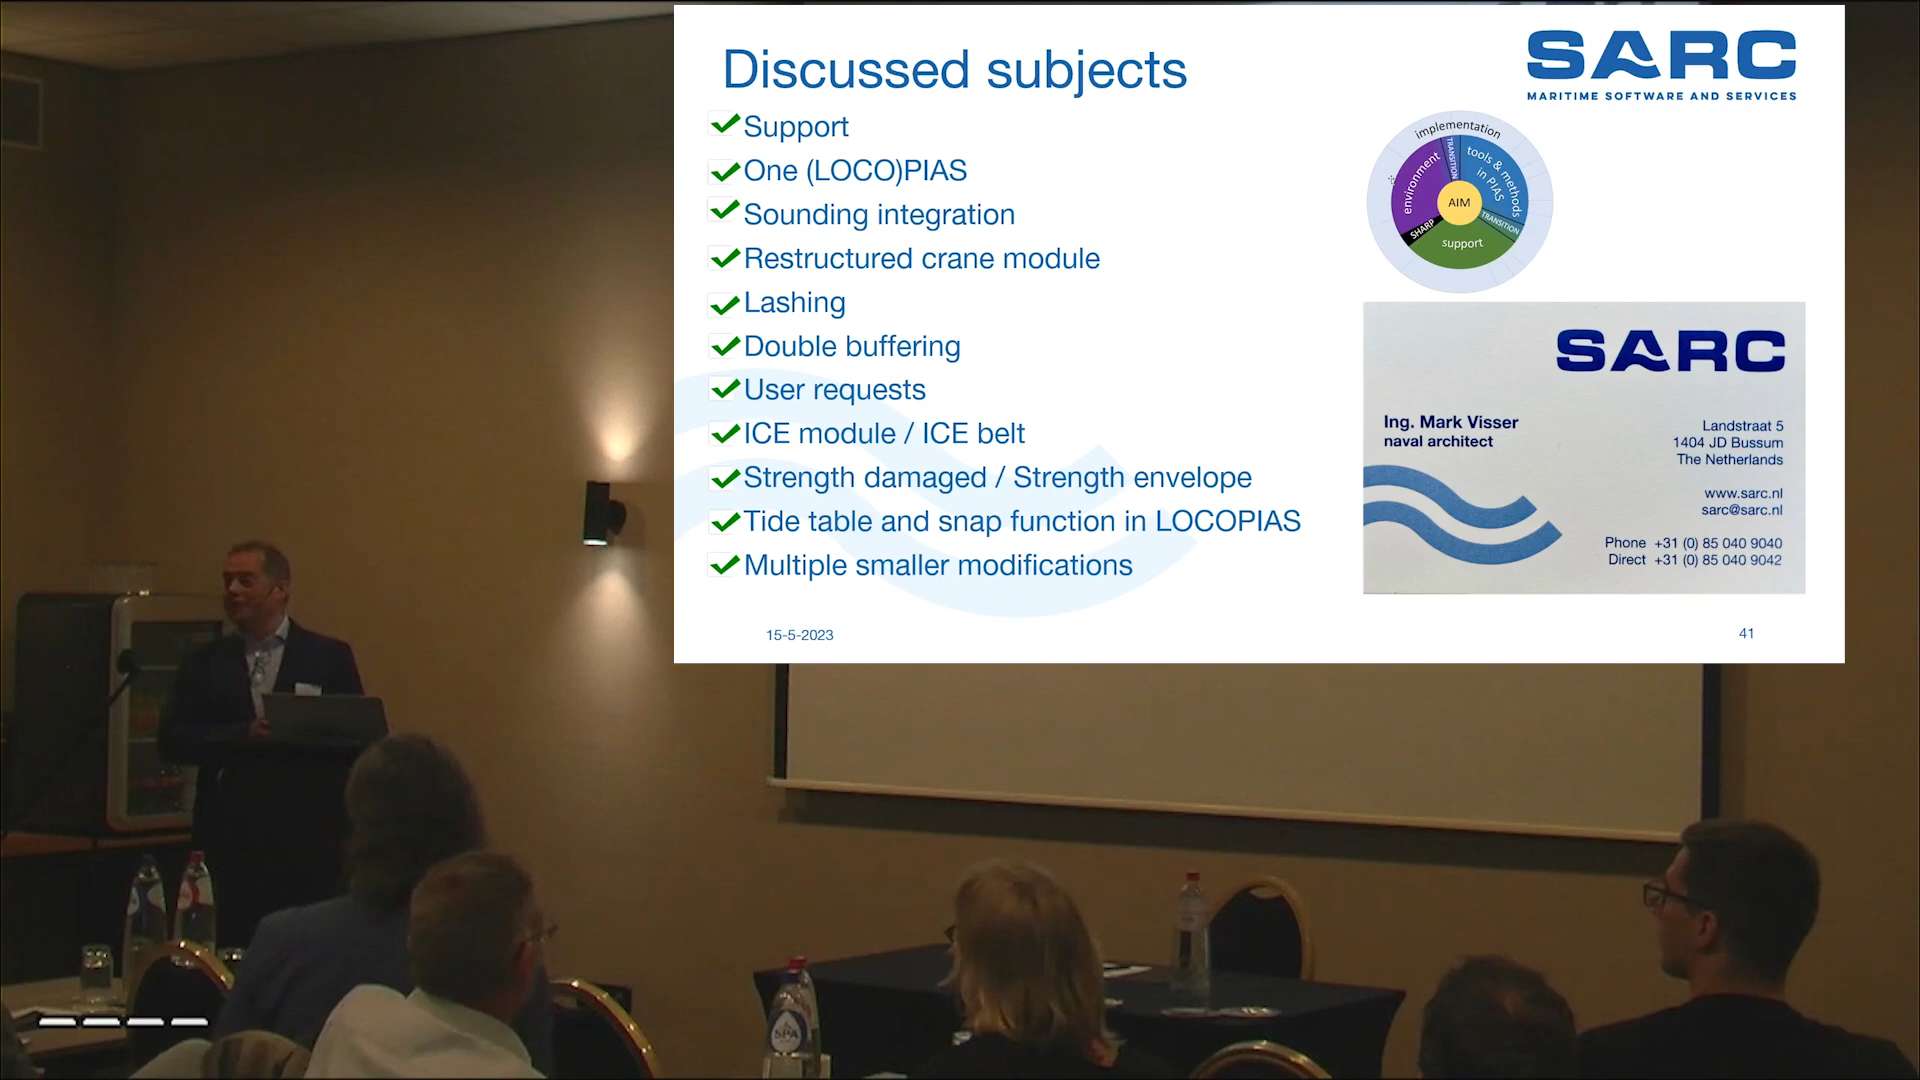 Discussed subjects
SARC
MARITIME SOFTWARE AND SERVICES
Support
One (LOCO)PIAS
Sounding integration
Restructured crane module
Lashing
Double buffering
User requests
ICE module / ICE belt
Strength damaged / Strength envelope
Tide table and snap function in LOCOPIAS
Multiple smaller modifications
implementation
environment
TRANSITION
tools & methods
in PIAS
AIM
TRANSITION
SHARP
support
SARC
Ing. Mark Visser
naval architect
Landstraat 5
1404 JD Bussum
The Netherlands
www.sarc.nl
sarc@sarc.nl
Phone +31 (0) 85 040 9040
Direct +31 (0) 85 040 9042
15-5-2023
41
SPA